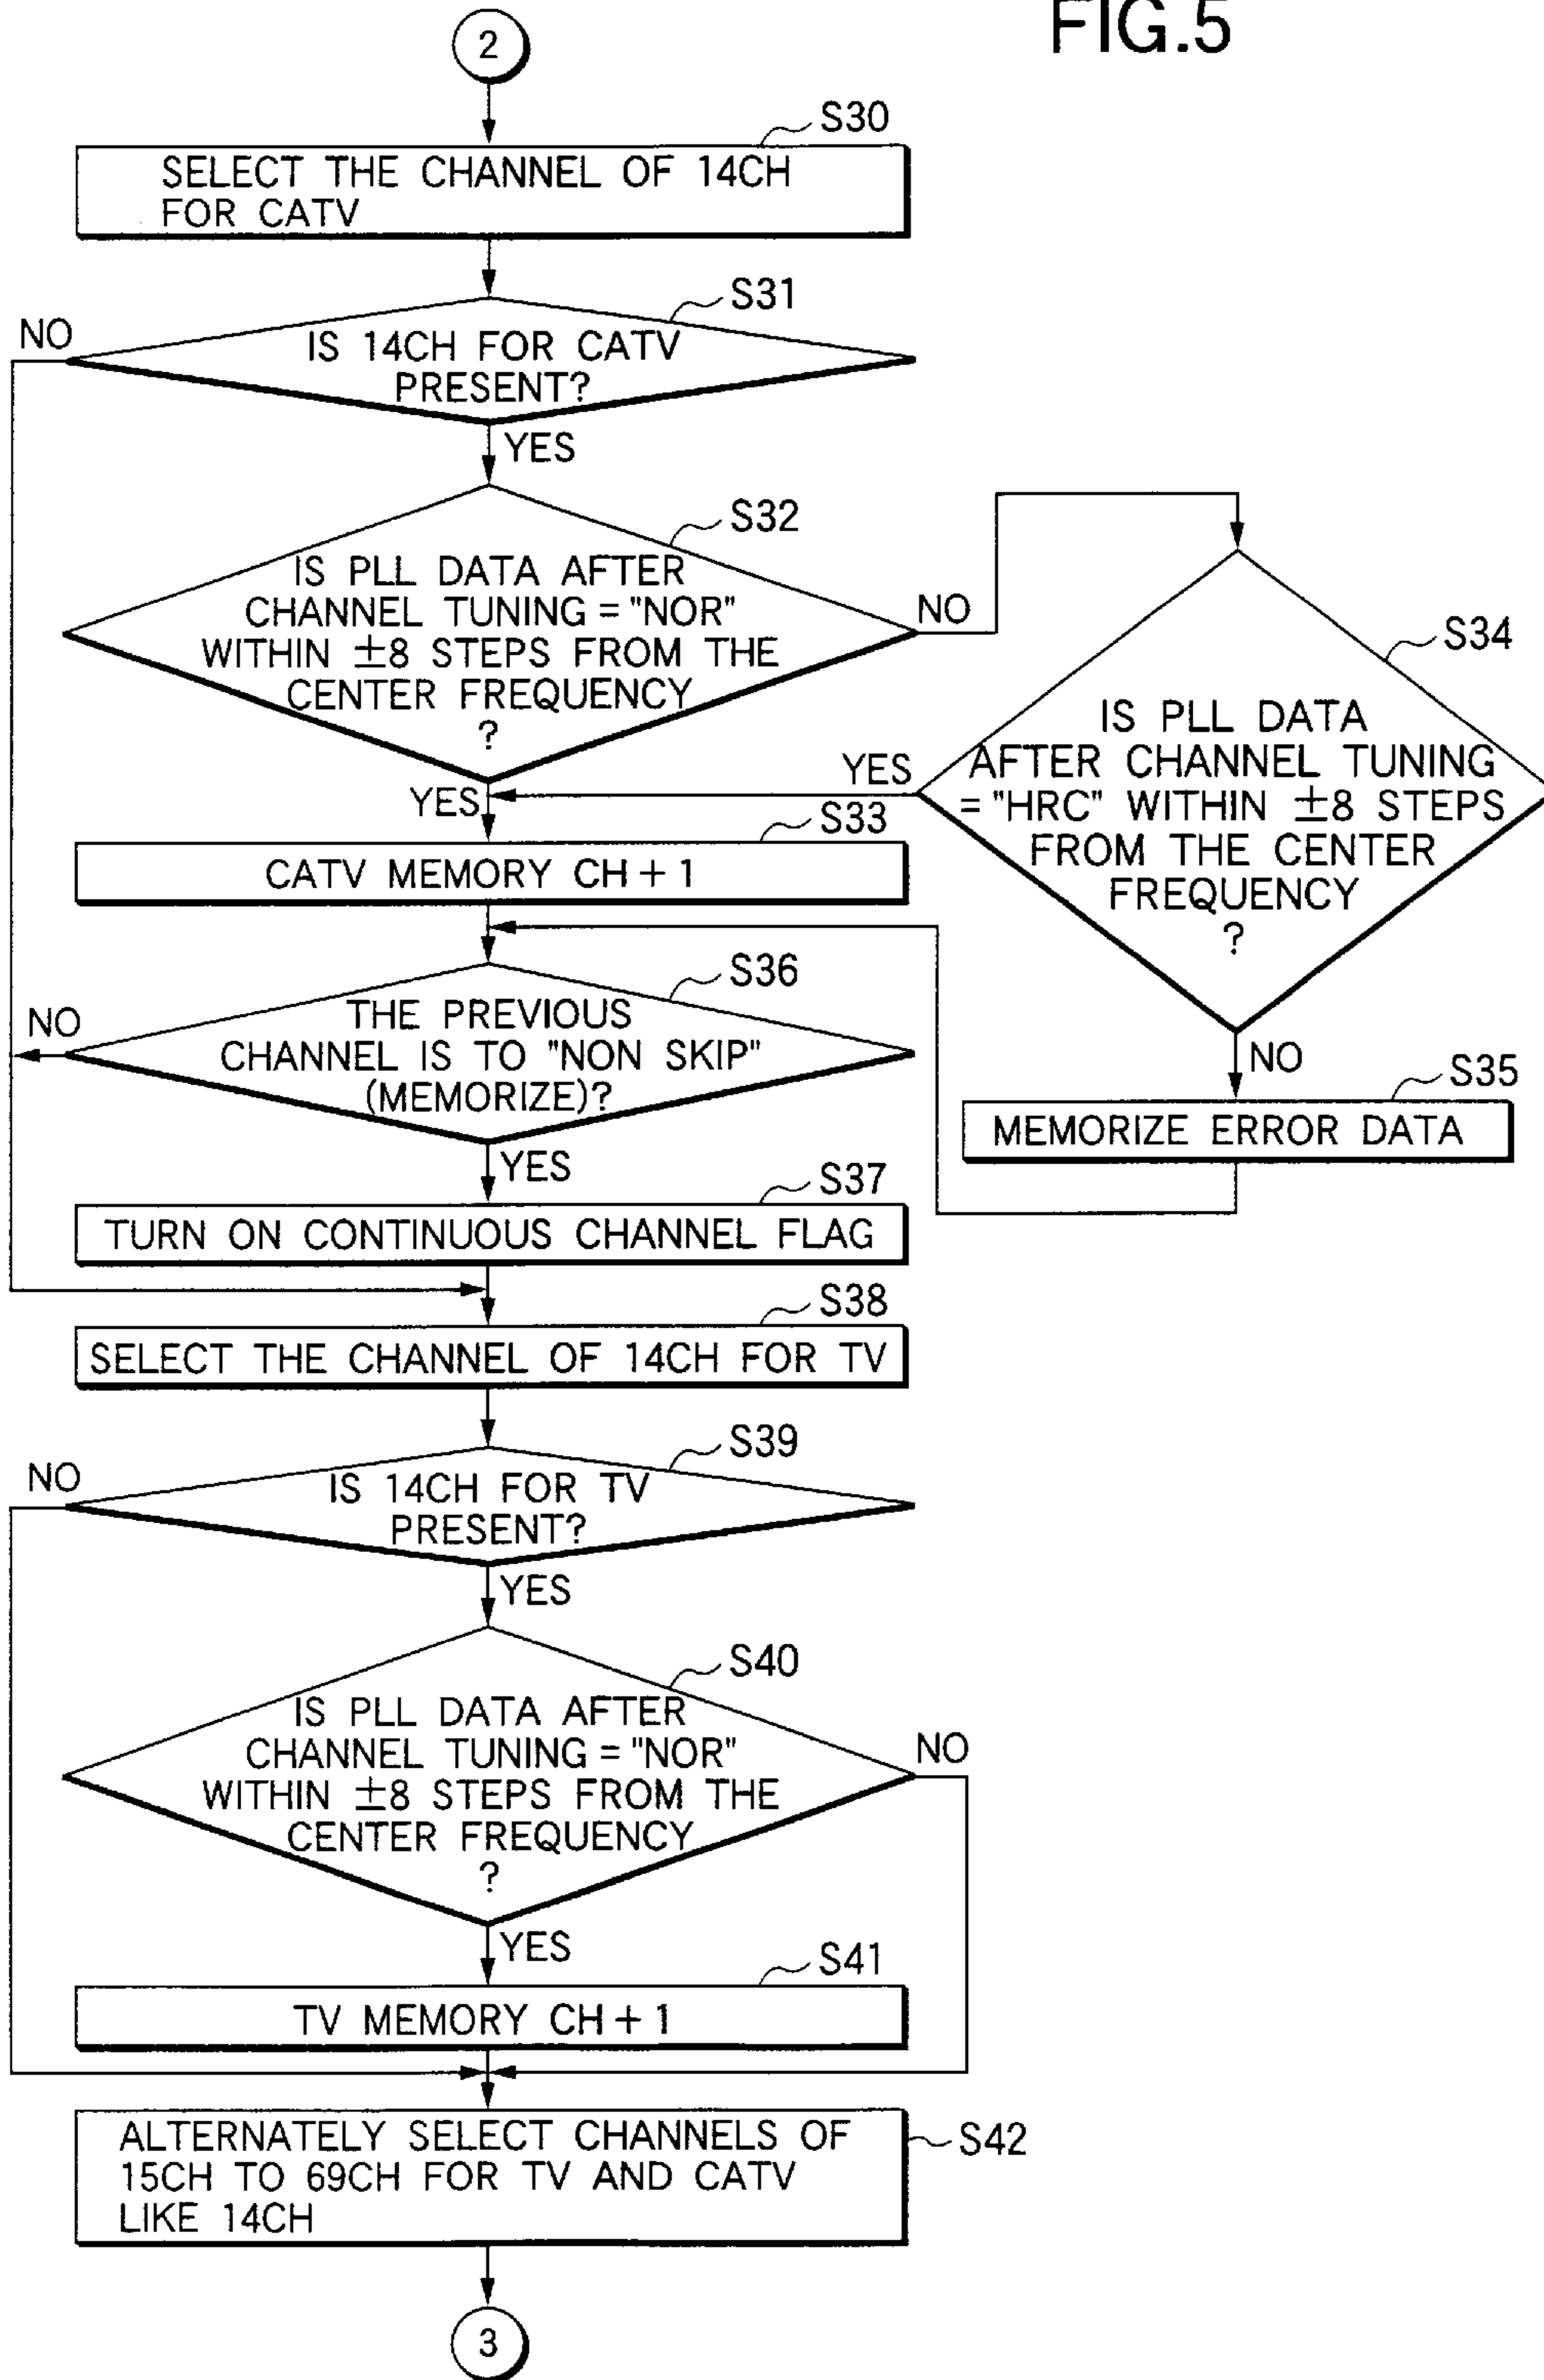 FIG.5
2
S30
SELECT THE CHANNEL OF 14CH
FOR CATV
S31
NO
IS 14CH FOR CATV
PRESENT?
YES
S32
IS PLL DATA AFTER
CHANNEL TUNING = "NOR"
WITHIN ±8 STEPS FROM THE
CENTER FREQUENCY
?
NO
YES
S34
IS PLL DATA
AFTER CHANNEL TUNING
= "HRC" WITHIN ±8 STEPS
FROM THE CENTER
FREQUENCY
?
YES
NO
S33
CATV MEMORY CH + 1
S35
MEMORIZE ERROR DATA
S36
NO
THE PREVIOUS
CHANNEL IS TO "NON SKIP"
(MEMORIZE)?
YES
S37
TURN ON CONTINUOUS CHANNEL FLAG
S38
SELECT THE CHANNEL OF 14CH FOR TV
S39
NO
IS 14CH FOR TV
PRESENT?
YES
S40
IS PLL DATA AFTER
CHANNEL TUNING = "NOR"
WITHIN ±8 STEPS FROM THE
CENTER FREQUENCY
?
NO
YES
S41
TV MEMORY CH + 1
S42
ALTERNATELY SELECT CHANNELS OF
15CH TO 69CH FOR TV AND CATV
LIKE 14CH
3